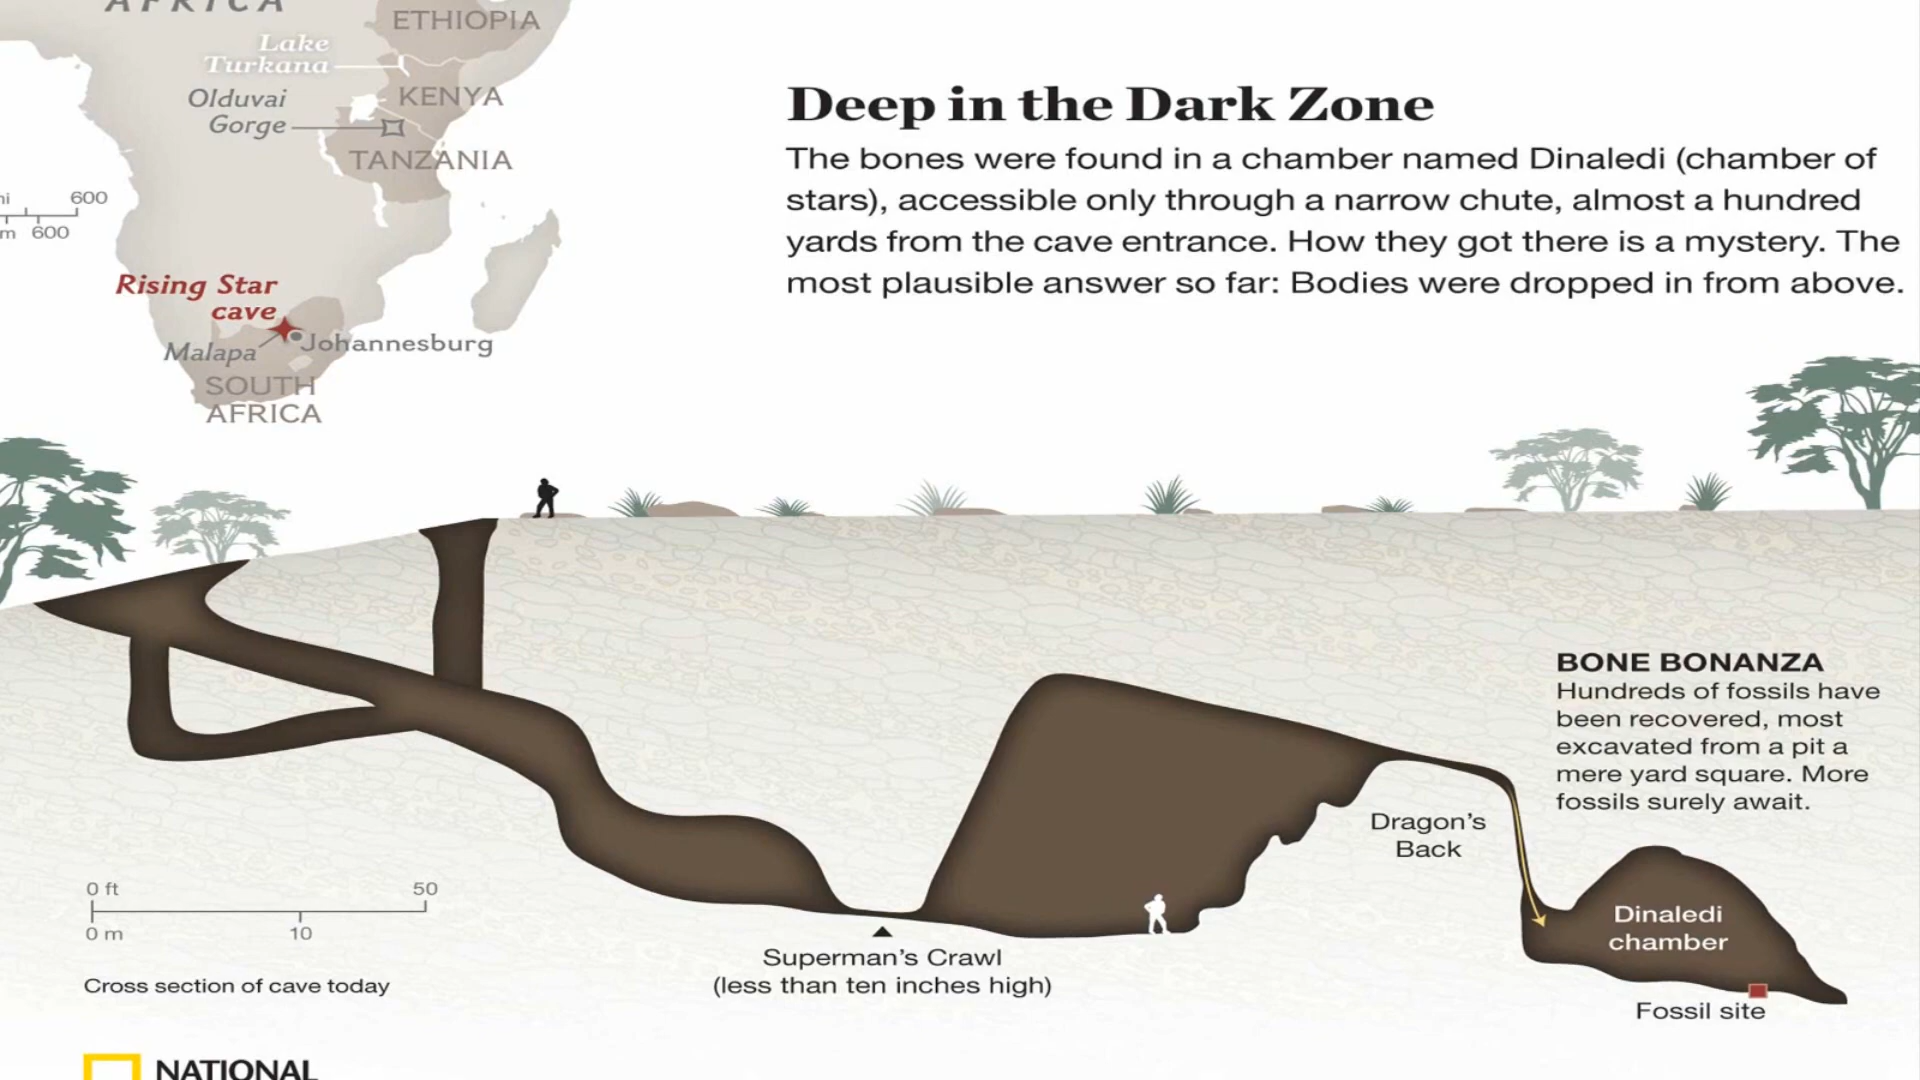 AFRICA
ETHIOPIA
Lake
Turkana
Olduvai
Gorge
KENYA
TANZANIA
600
600
Rising Star
cave
Malapa
Johannesburg
SOUTH
AFRICA
Deep in the Dark Zone
The bones were found in a chamber named Dinaledi (chamber of
stars), accessible only through a narrow chute, almost a hundred
yards from the cave entrance. How they got there is a mystery. The
most plausible answer so far: Bodies were dropped in from above.
BONE BONANZA
Hundreds of fossils have
been recovered, most
excavated from a pit a
mere yard square. More
fossils surely await.
Dragon's
Back
Dinaledi
chamber
Fossil site
Superman's Crawl
(less than ten inches high)
0 ft 50
0 m 10
Cross section of cave today
NATIONAL